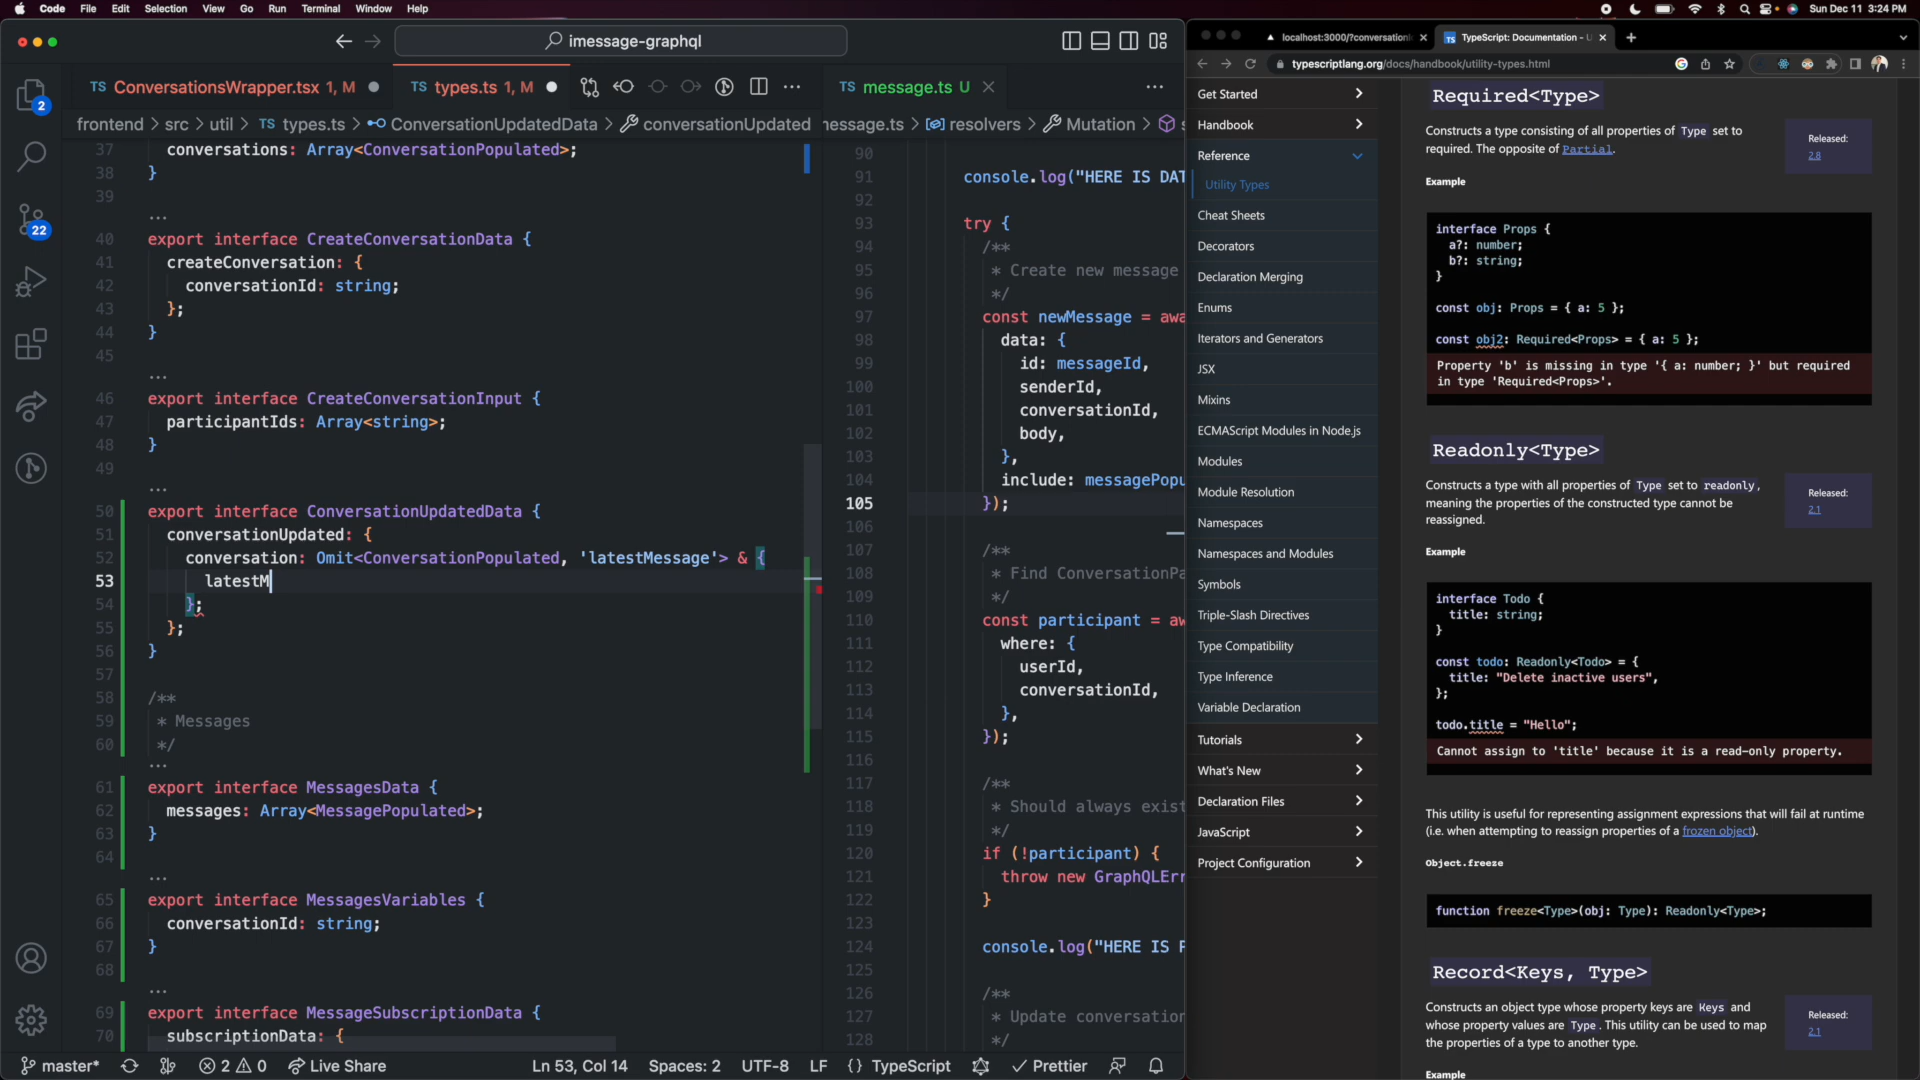 Code File Edit Selection View Go Run Terminal Window Help
Sun Dec 11 3:24 PM
imessage-graphql
TS ConversationsWrapper.tsx 1, M
TS types.ts 1, M
TS message.ts U
frontend > src > util > TS types.ts > ConversationUpdatedData > conversationUpdated
message.ts > resolvers > Mutation >
2
22
37 conversations: Array<ConversationPopulated>;
38 }
39
...
40 export interface CreateConversationData {
41 createConversation: {
42 conversationId: string;
43 };
44 }
45
...
46 export interface CreateConversationInput {
47 participantIds: Array<string>;
48 }
49
...
50 export interface ConversationUpdatedData {
51 conversationUpdated: {
52 conversation: Omit<ConversationPopulated, 'latestMessage'> & {
53 latestM
54 };
55 };
56 }
57
58 /**
59 * Messages
60 */
...
61 export interface MessagesData {
62 messages: Array<MessagePopulated>;
63 }
64
...
65 export interface MessagesVariables {
66 conversationId: string;
67 }
68
...
69 export interface MessageSubscriptionData {
70 subscriptionData: {
90
91 console.log("HERE IS DAT
92
93 try {
94 /**
95 * Create new message
96 */
97 const newMessage = awa
98 data: {
99 id: messageId,
100 senderId,
101 conversationId,
102 body,
103 },
104 include: messagePopu
105 });
106
107 /**
108 * Find ConversationPa
109 */
110 const participant = aw
111 where: {
112 userId,
113 conversationId,
114 },
115 });
116
117 /**
118 * Should always exist
119 */
120 if (!participant) {
121 throw new GraphQLErr
122 }
123
124 console.log("HERE IS P
125
126 /**
127 * Update conversation
128 */
master* 2 0 Live Share Ln 53, Col 14 Spaces: 2 UTF-8 LF {} TypeScript Prettier
localhost:3000/?conversationI
TS TypeScript: Documentation - U
typescriptlang.org/docs/handbook/utility-types.html
Get Started
Handbook
Reference
Utility Types
Cheat Sheets
Decorators
Declaration Merging
Enums
Iterators and Generators
JSX
Mixins
ECMAScript Modules in Node.js
Modules
Module Resolution
Namespaces
Namespaces and Modules
Symbols
Triple-Slash Directives
Type Compatibility
Type Inference
Variable Declaration
Tutorials
What's New
Declaration Files
JavaScript
Project Configuration
Required<Type>
Constructs a type consisting of all properties of Type set to
required. The opposite of Partial.
Released:
2.8
Example
interface Props {
a?: number;
b?: string;
}
const obj: Props = { a: 5 };
const obj2: Required<Props> = { a: 5 };
Property 'b' is missing in type '{ a: number; }' but required
in type 'Required<Props>'.
Readonly<Type>
Constructs a type with all properties of Type set to readonly,
meaning the properties of the constructed type cannot be
reassigned.
Released:
2.1
Example
interface Todo {
title: string;
}
const todo: Readonly<Todo> = {
title: "Delete inactive users",
};
todo.title = "Hello";
Cannot assign to 'title' because it is a read-only property.
This utility is useful for representing assignment expressions that will fail at runtime
(i.e. when attempting to reassign properties of a frozen object).
Object.freeze
function freeze<Type>(obj: Type): Readonly<Type>;
Record<Keys, Type>
Constructs an object type whose property keys are Keys and
whose property values are Type. This utility can be used to map
the properties of a type to another type.
Released:
2.1
Example